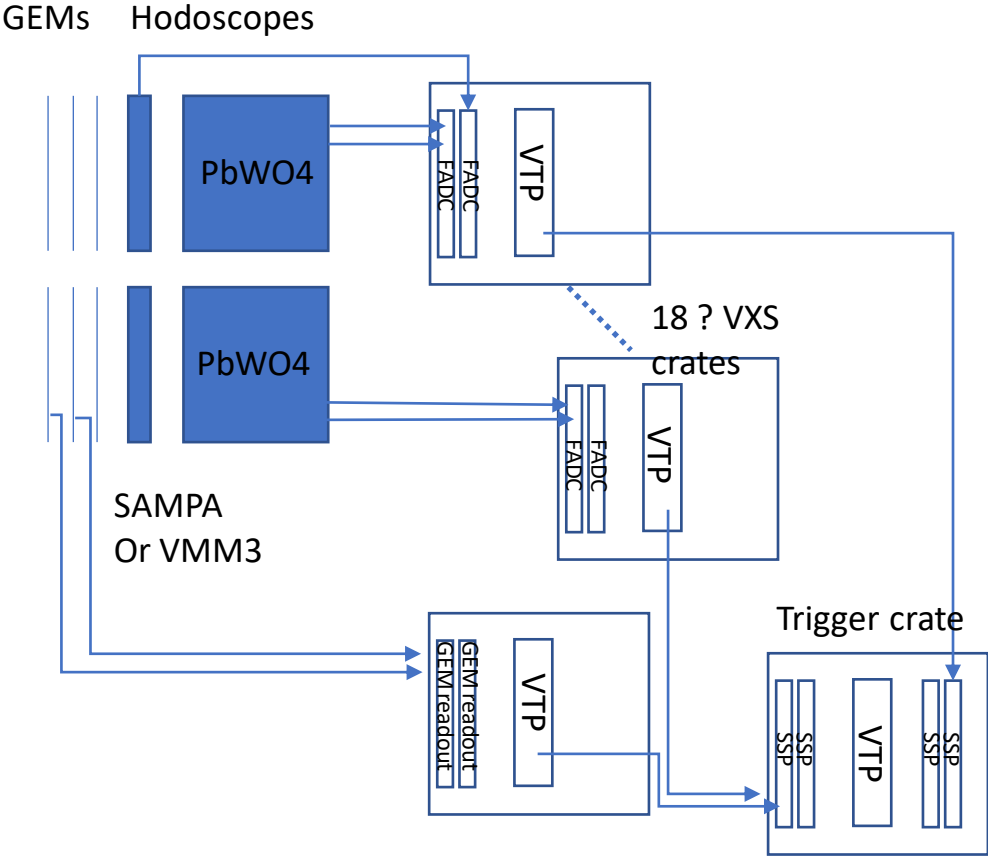 GEMs Hodoscopes
PbWO4
FADC
FADC
VTP
18 ? VXS
crates
PbWO4
FADC
FADC
VTP
SAMPA
Or VMM3
GEM readout
GEM readout
VTP
Trigger crate
SSP
SSP
VTP
SSP
SSP